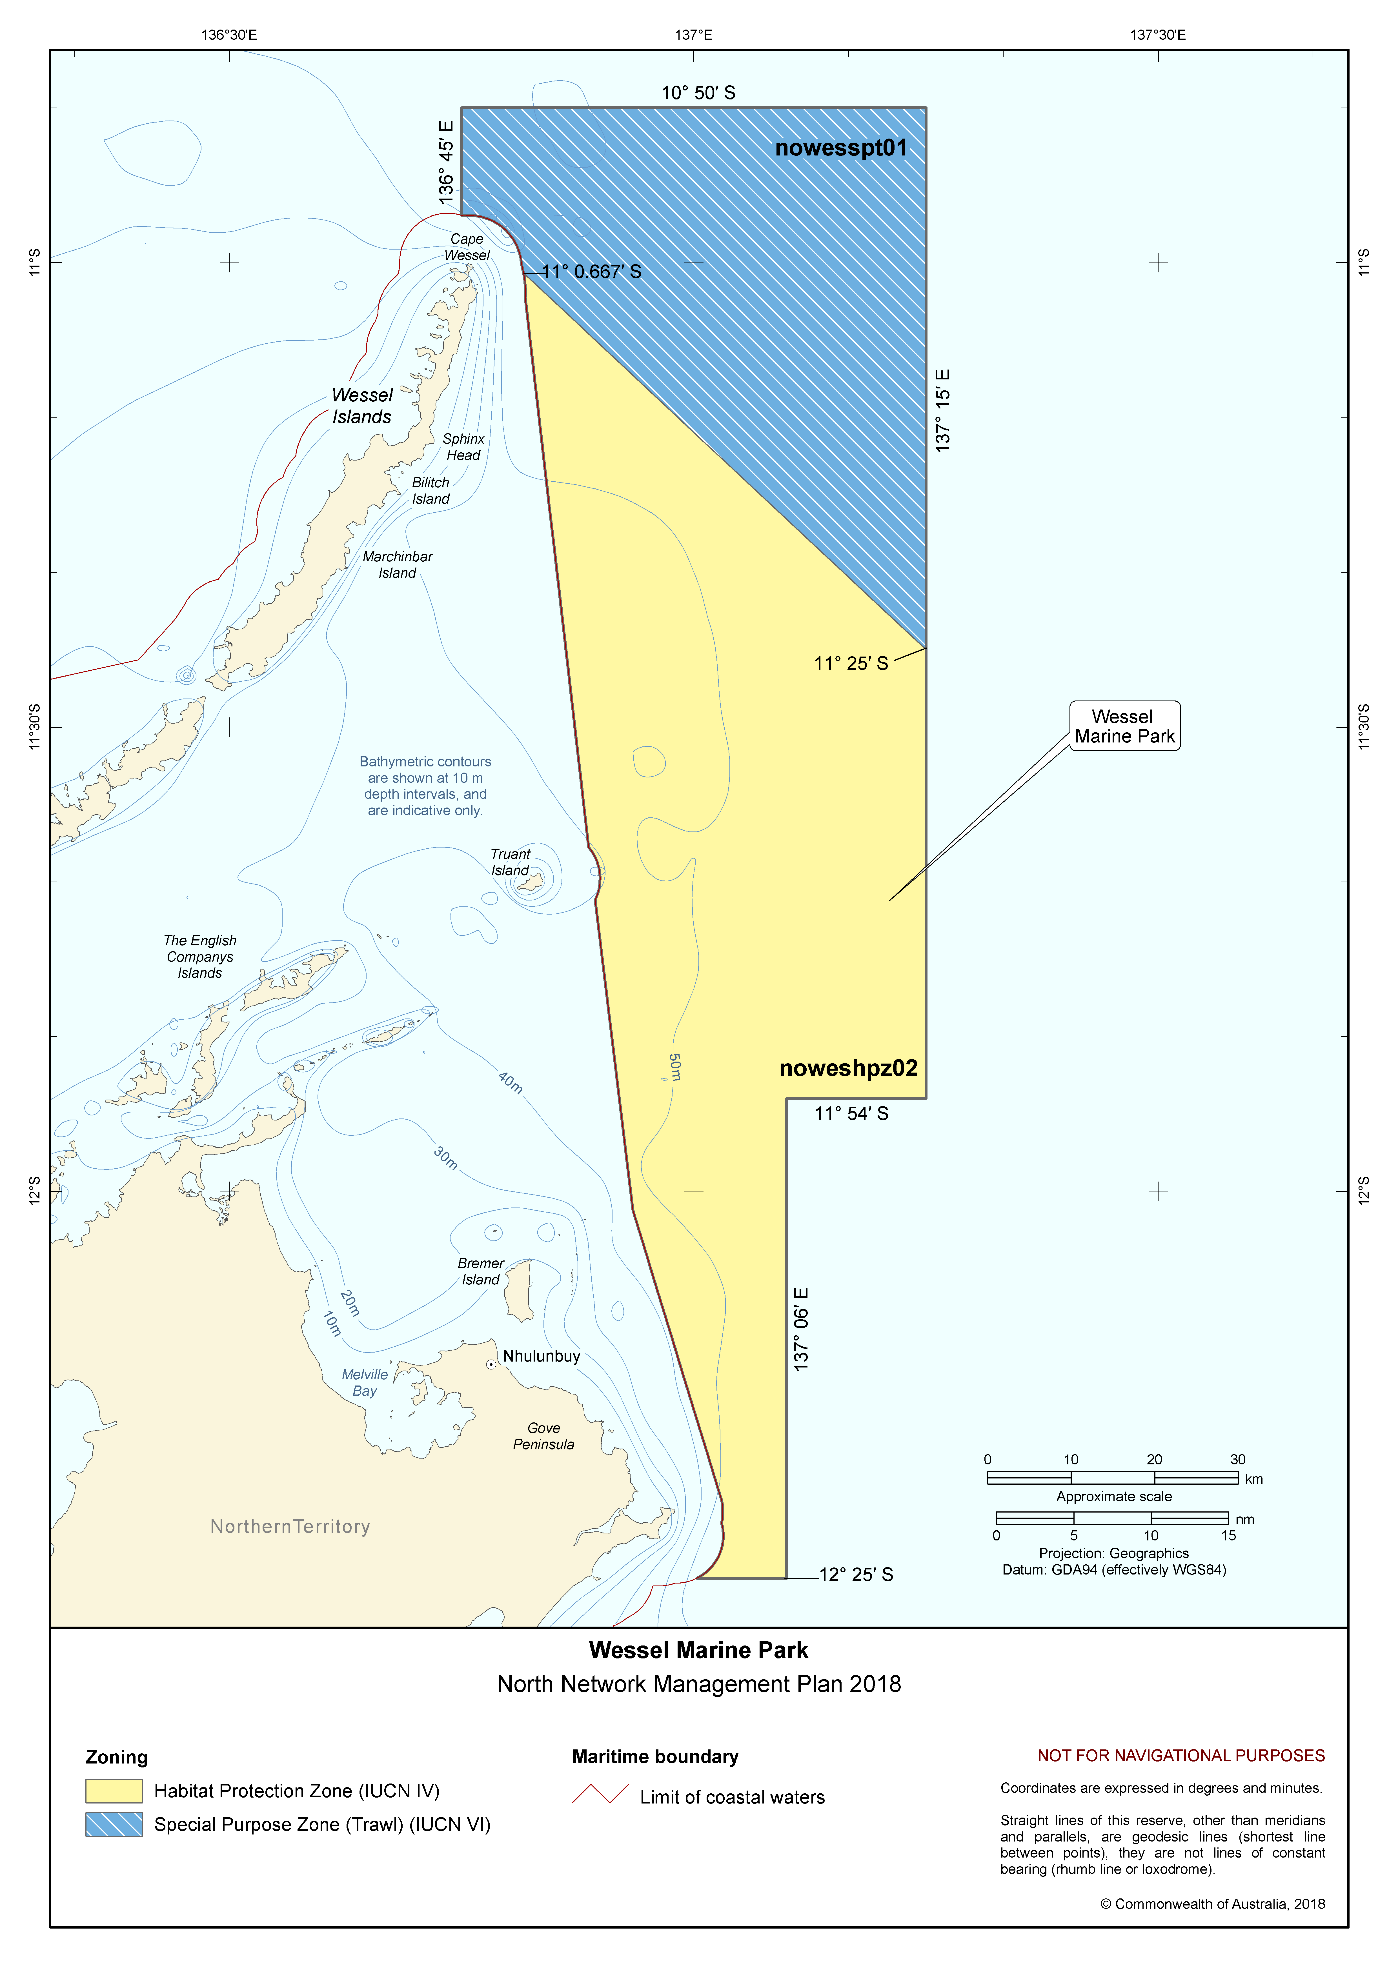 136°30'E
137°E
137°30'E
10° 50' S
136° 45' E
nowesspt01
11°S
11°S
Cape
Wessel
11° 0.667' S
137° 15' E
Wessel
Islands
Sphinx
Head
Bilitch
Island
Marchinbar
Island
11° 25' S
11°30'S
11°30'S
Wessel
Marine Park
Bathymetric contours
are shown at 10 m
depth intervals, and
are indicative only.
Truant
Island
The English
Companys
Islands
50m
40m
noweshpz02
11° 54' S
30m
12°S
12°S
Bremer
Island
20m
10m
137° 06' E
Nhulunbuy
Melville
Bay
Gove
Peninsula
0 10 20 30
km
Approximate scale
nm
0 5 10 15
Projection: Geographics
Datum: GDA94 (effectively WGS84)
NorthernTerritory
12° 25' S
Wessel Marine Park
North Network Management Plan 2018
Zoning
Habitat Protection Zone (IUCN IV)
Special Purpose Zone (Trawl) (IUCN VI)
Maritime boundary
Limit of coastal waters
NOT FOR NAVIGATIONAL PURPOSES
Coordinates are expressed in degrees and minutes.
Straight lines of this reserve, other than meridians
and parallels, are geodesic lines (shortest line
between points), they are not lines of constant
bearing (rhumb line or loxodrome).
© Commonwealth of Australia, 2018